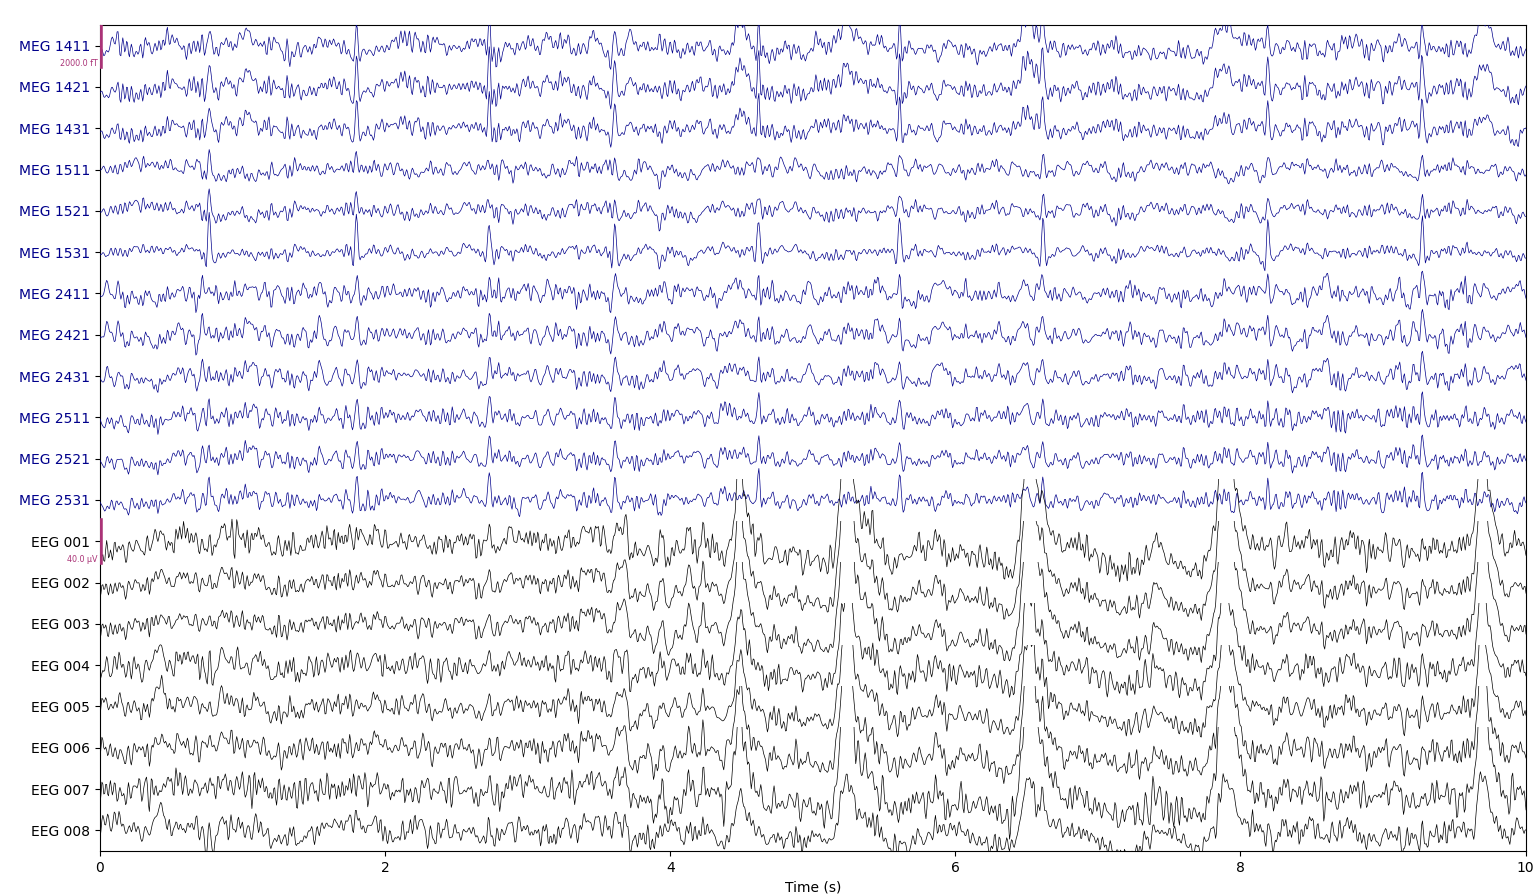 MEG 1411
2000.0 fT
MEG 1421
MEG 1431
MEG 1511
MEG 1521
MEG 1531
MEG 2411
MEG 2421
MEG 2431
MEG 2511
MEG 2521
MEG 2531
EEG 001
40.0 µV
EEG 002
EEG 003
EEG 004
EEG 005
EEG 006
EEG 007
EEG 008
0 2 4 6 8 10
Time (s)